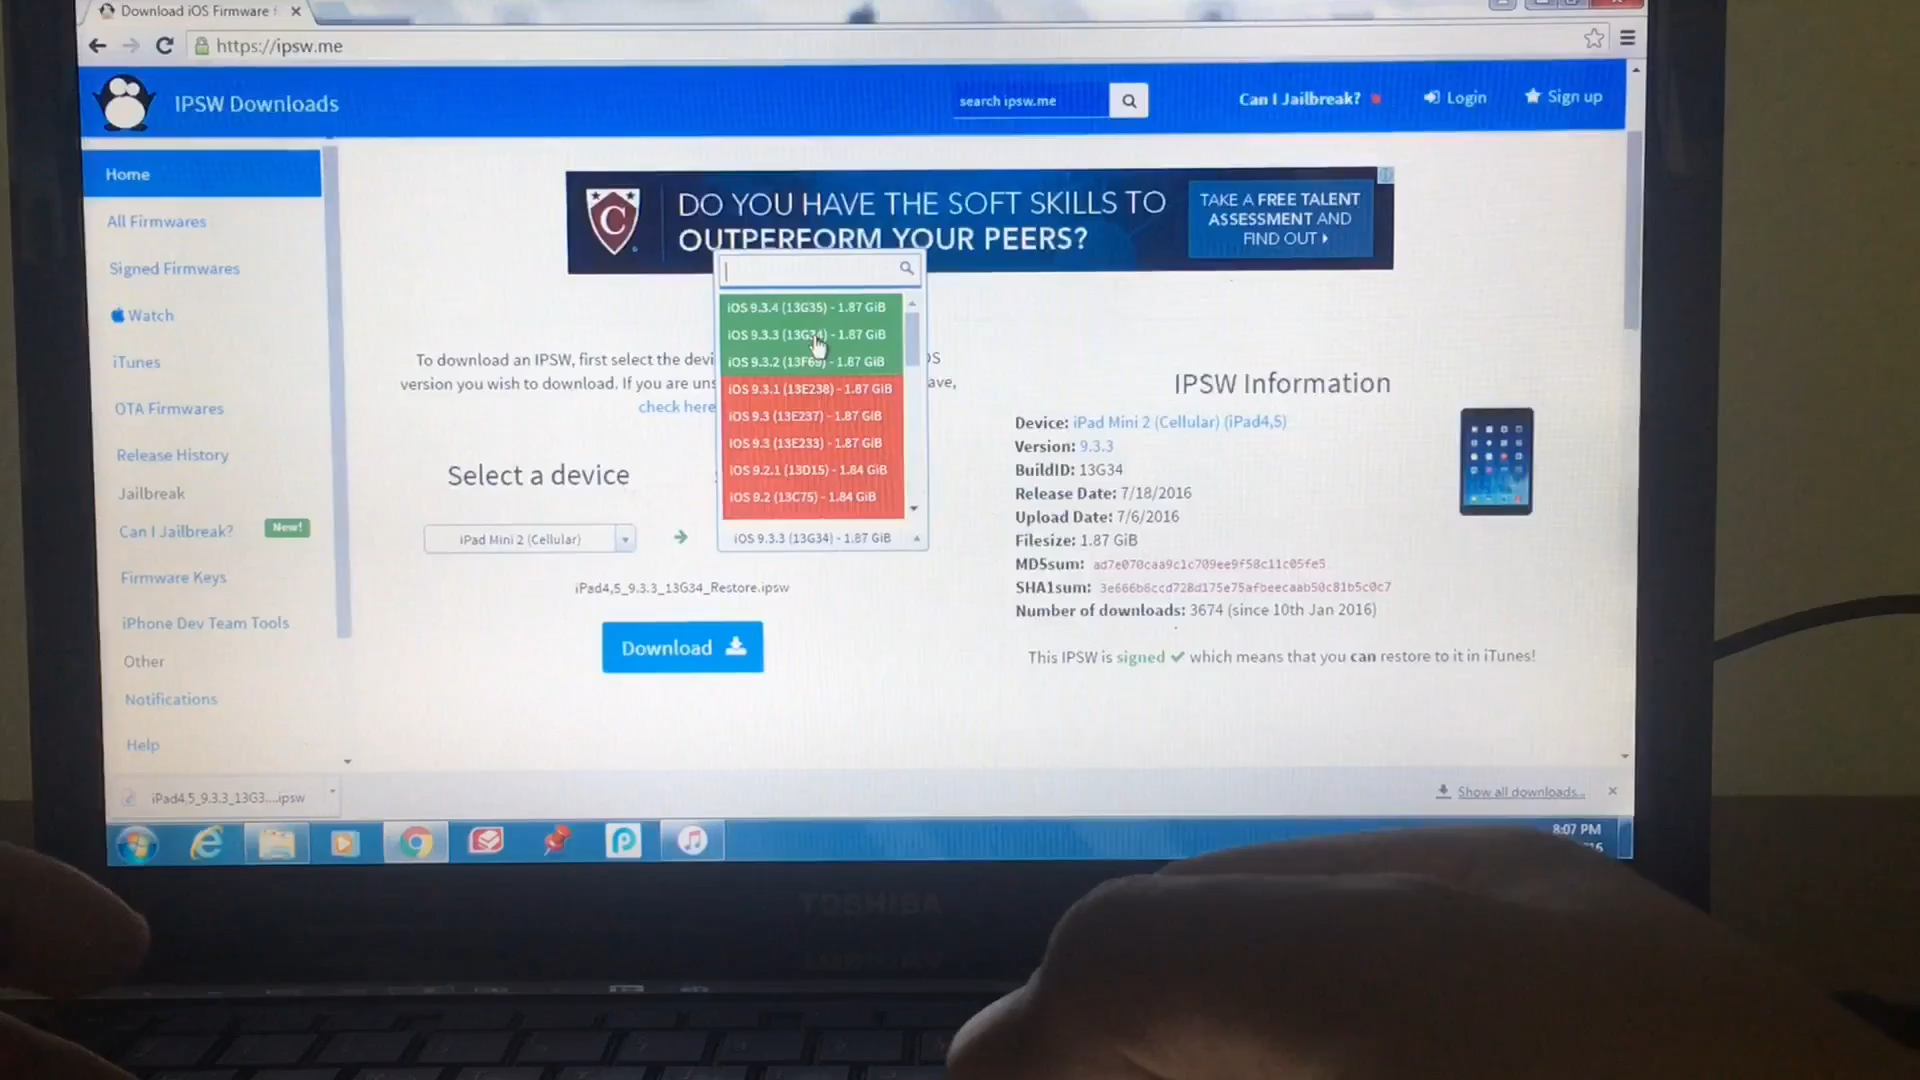 Download iOS Firmware
https://ipsw.me
IPSW Downloads
search ipsw.me
Can I Jailbreak?
Login
Sign up
Home
All Firmwares
Signed Firmwares
Watch
iTunes
OTA Firmwares
Release History
Jailbreak
Can I Jailbreak?
New!
Firmware Keys
iPhone Dev Team Tools
Other
Notifications
Help
C
DO YOU HAVE THE SOFT SKILLS TO
OUTPERFORM YOUR PEERS?
TAKE A FREE TALENT
ASSESSMENT AND
FIND OUT
To download an IPSW, first select the
version you wish to download. If you are
check here
iOS 9.3.4 (13G35) - 1.87 GiB
iOS 9.3.3 (13G34) - 1.87 GiB
iOS 9.3.2 (13F69) - 1.87 GiB
iOS 9.3.1 (13E238) - 1.87 GiB
iOS 9.3 (13E237) - 1.87 GiB
iOS 9.3 (13E233) - 1.87 GiB
iOS 9.2.1 (13D15) - 1.84 GiB
iOS 9.2 (13C75) - 1.84 GiB
Select a device
iPad Mini 2 (Cellular)
iOS 9.3.3 (13G34) - 1.87 GiB
iPad4,5_9.3.3_13G34_Restore.ipsw
Download
IPSW Information
Device: iPad Mini 2 (Cellular) (iPad4,5)
Version: 9.3.3
BuildID: 13G34
Release Date: 7/18/2016
Upload Date: 7/6/2016
Filesize: 1.87 GiB
MD5sum: ad7e070caa9c1c709ee9f58c11c05fe5
SHA1sum: 3e666b6ccd728d175e75afbeecaab50c81b5c0c7
Number of downloads: 3674 (since 10th Jan 2016)
This IPSW is signed ✔ which means that you can restore to it in iTunes!
iPad4,5_9.3.3_13G3....ipsw
Show all downloads...
8:07 PM
TOSHIBA